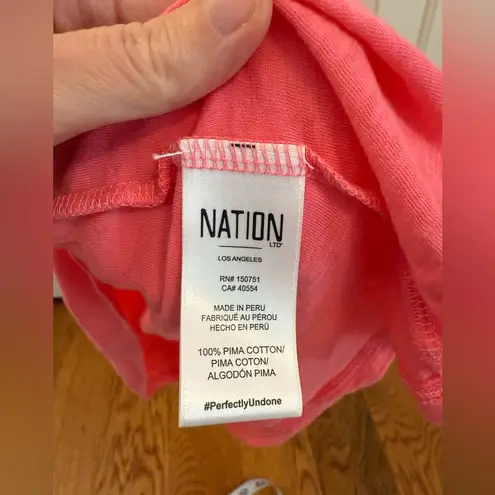 NATION
LTD
LOS ANGELES
RN# 150751
CA# 40554
MADE IN PERU
FABRIQUÉ AU PÉROU
HECHO EN PERÚ
100% PIMA COTTON/
PIMA COTTON/
ALGODÓN PIMA
#PerfectlyUndone